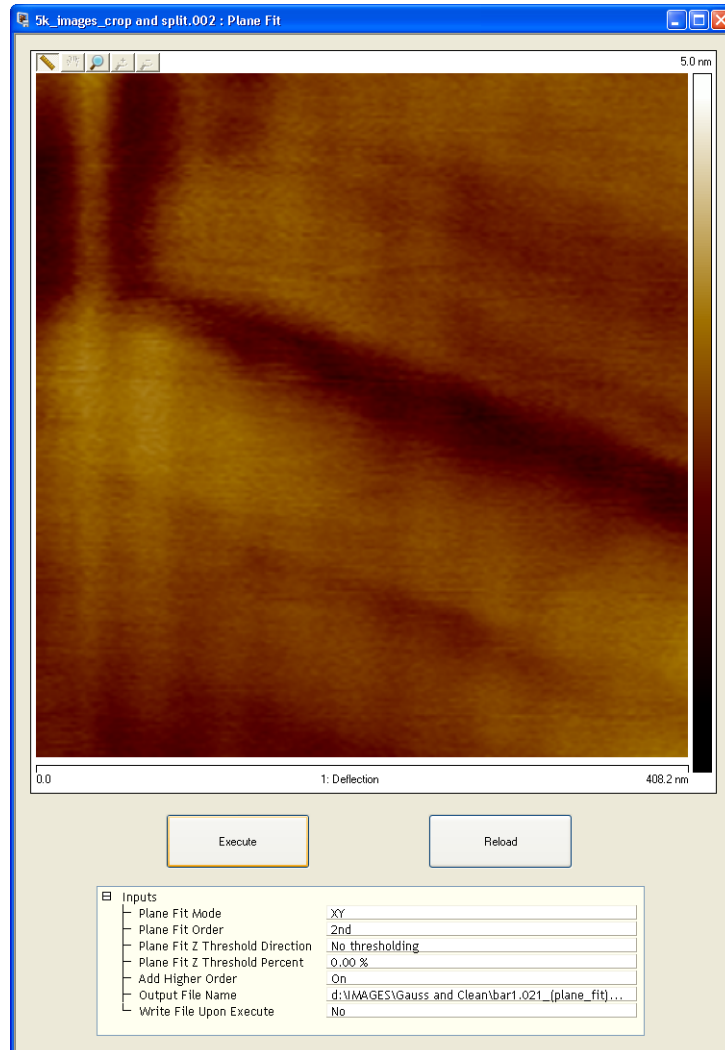 5k_images_crop and split.002 : Plane Fit
5.0 nm
0.0 1: Deflection 408.2 nm
Execute Reload
Inputs
Plane Fit Mode XY
Plane Fit Order 2nd
Plane Fit Z Threshold Direction No thresholding
Plane Fit Z Threshold Percent 0.00 %
Add Higher Order On
Output File Name d:\IMAGES\Gauss and Clean\bar1.021_(plane_fit)...
Write File Upon Execute No